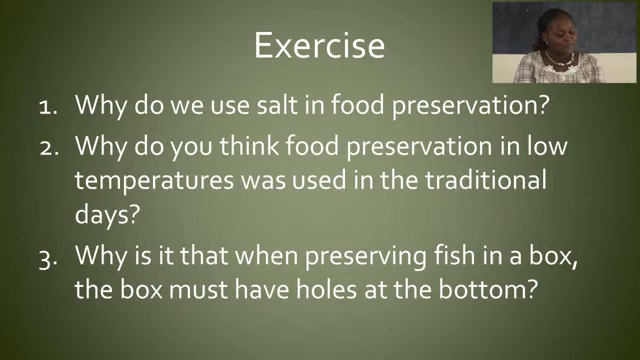 Exercise
1. Why do we use salt in food preservation?
2. Why do you think food preservation in low
temperatures was used in the traditional
days?
3. Why is it that when preserving fish in a box,
the box must have holes at the bottom?